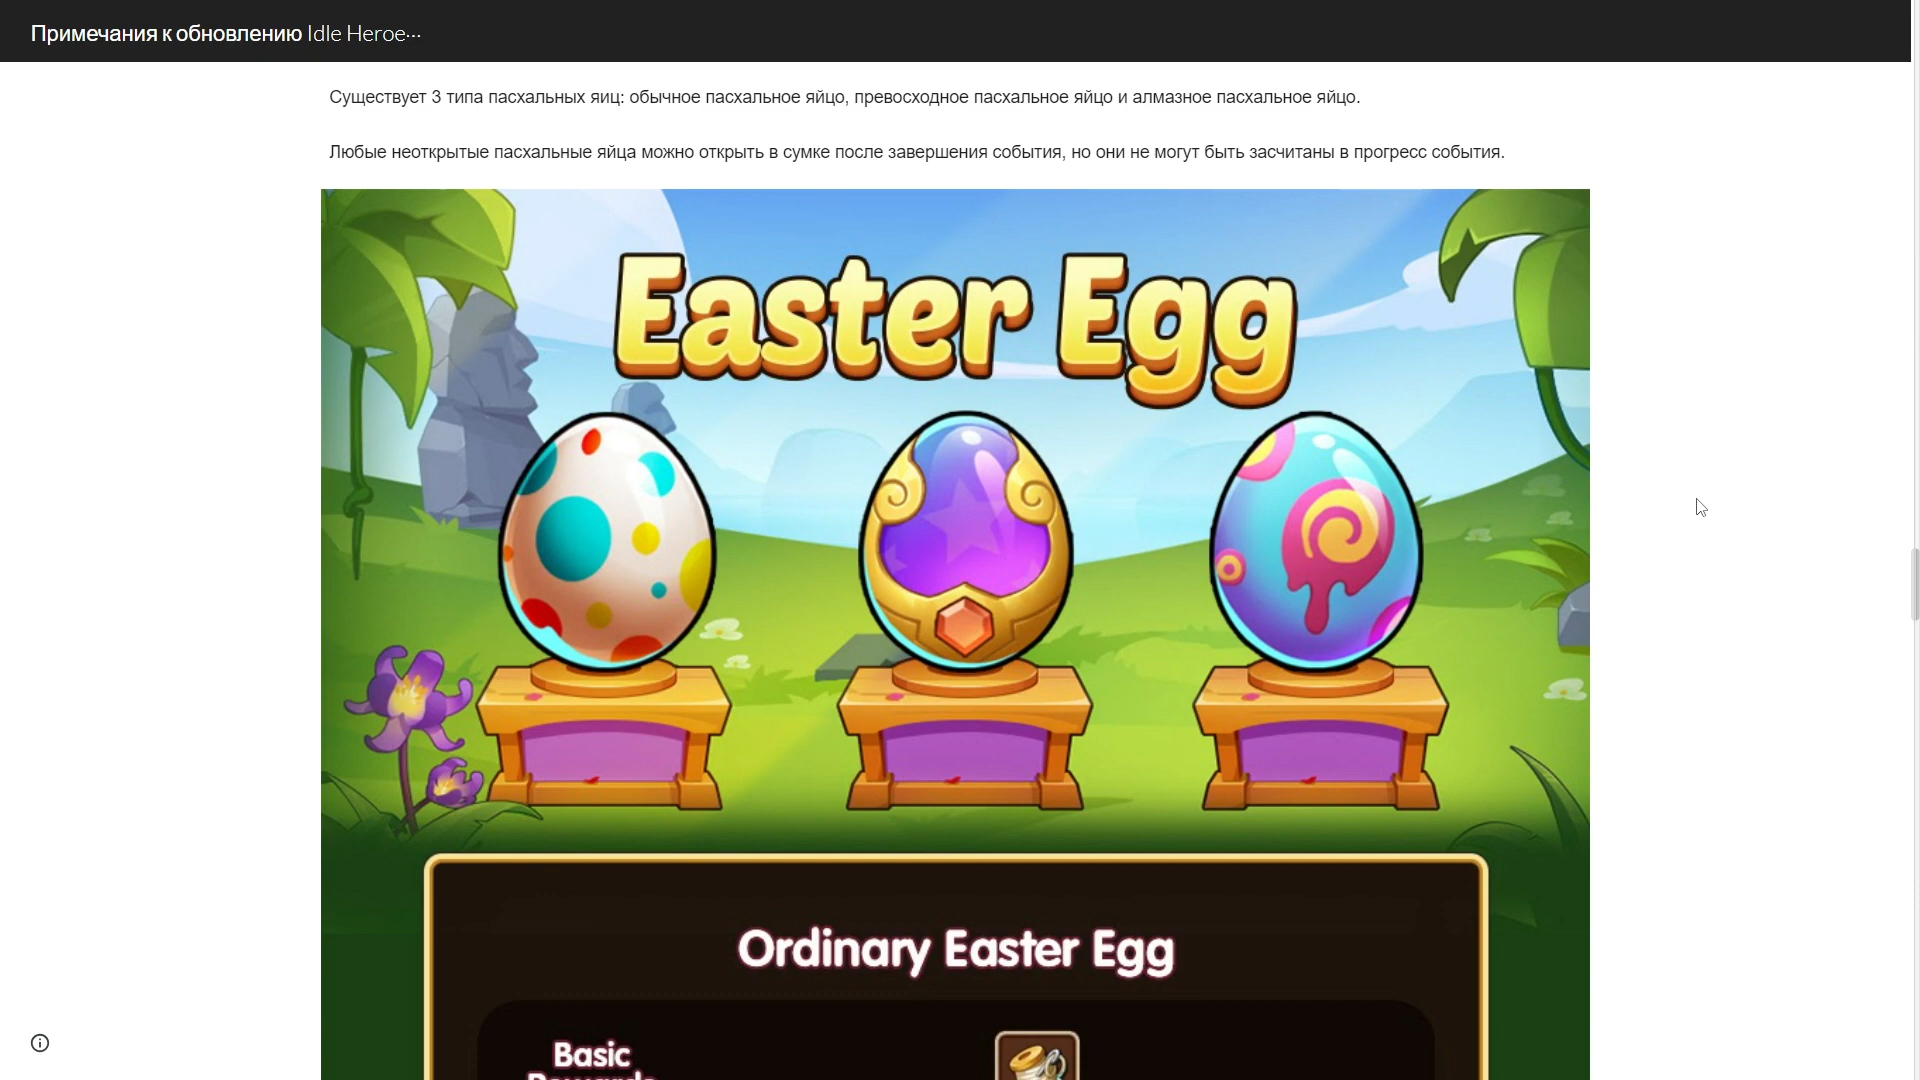 Примечания к обновлению Idle Heroe...
Существует 3 типа пасхальных яиц: обычное пасхальное яйцо, превосходное пасхальное яйцо и алмазное пасхальное яйцо.
Любые неоткрытые пасхальные яйца можно открыть в сумке после завершения события, но они не могут быть засчитаны в прогресс события.
Easter Egg
Ordinary Easter Egg
Basic
Rewards